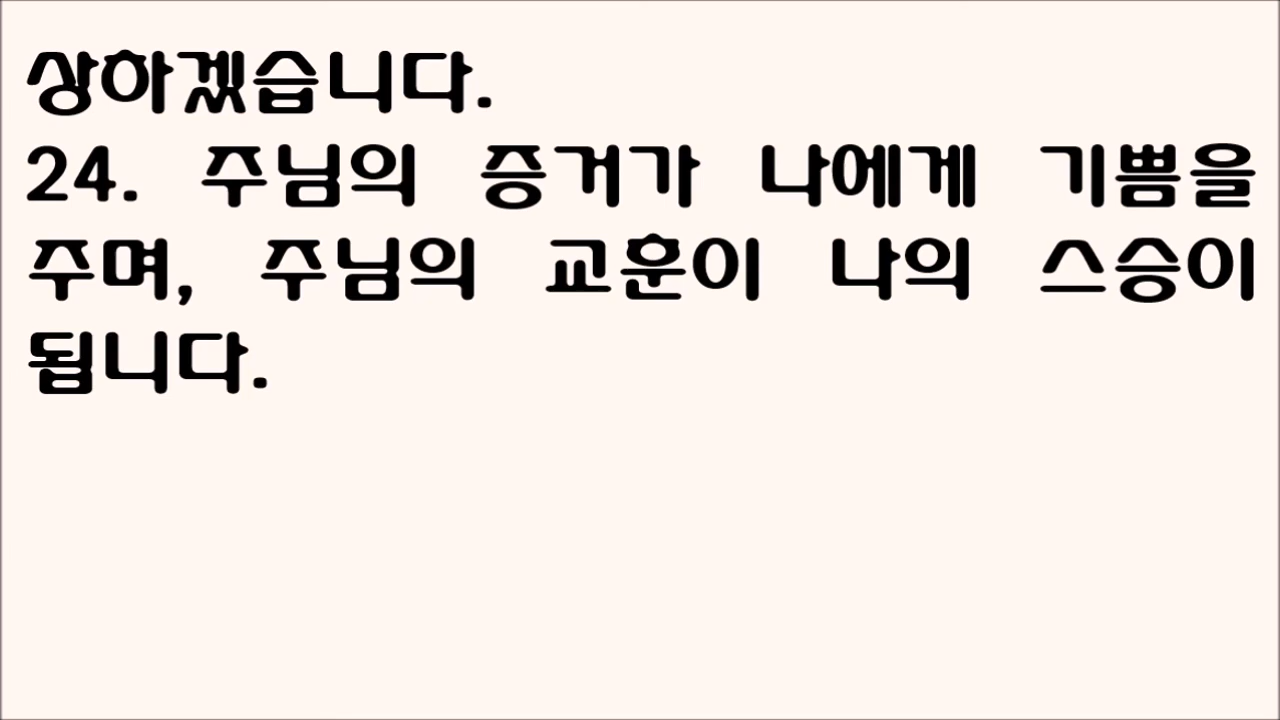 상하겠습니다.
24. 주님의 증거가 나에게 기쁨을
주며, 주님의 교훈이 나의 스승이
됩니다.